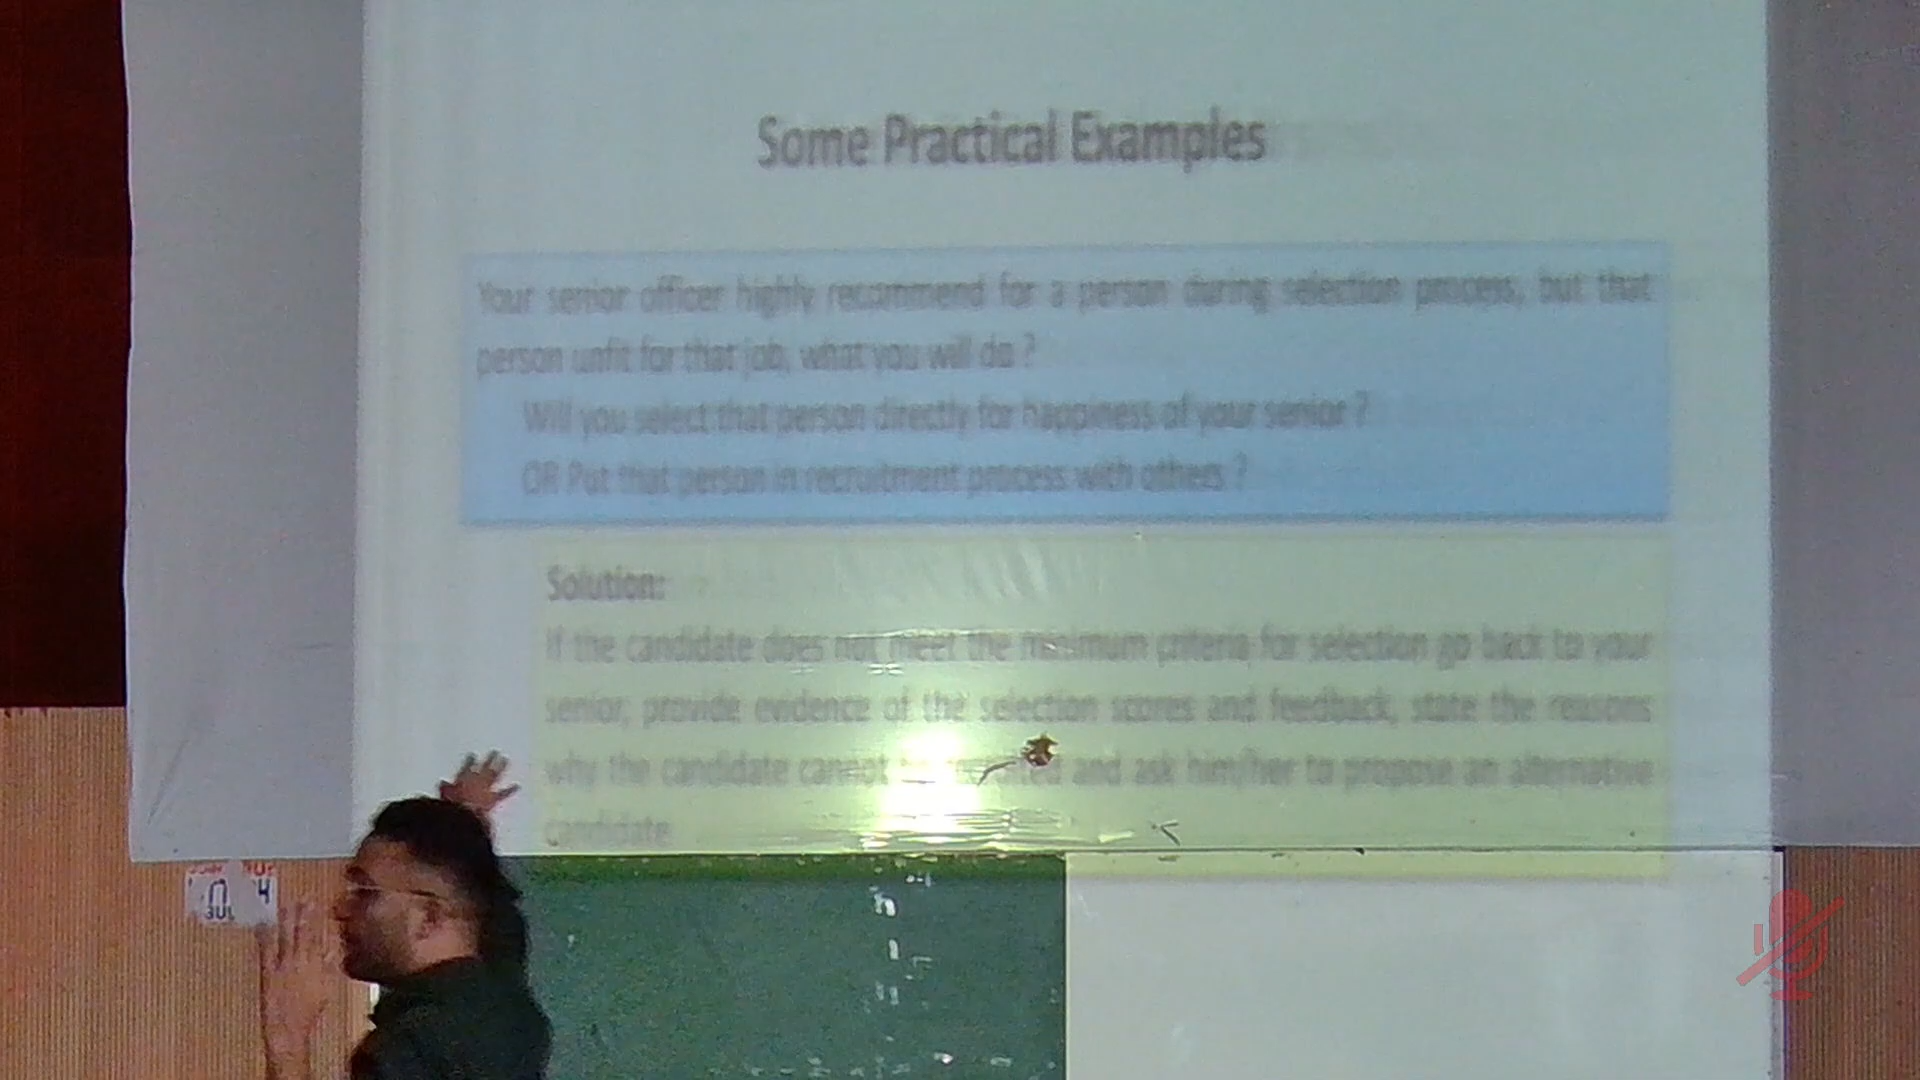 Some Practical Examples
Your senior officer highly recommend for a person during selection process, but that
person unfit for that job, what you will do ?
Will you select that person directly for happiness of your senior ?
OR Put that person in recruitment process with others ?
Solution:
If the candidate does not meet the minimum criteria for selection go back to your
senior, provide evidence of the selection scores and feedback, state the reasons
why the candidate cannot and ask him/her to propose an alternative
candidate